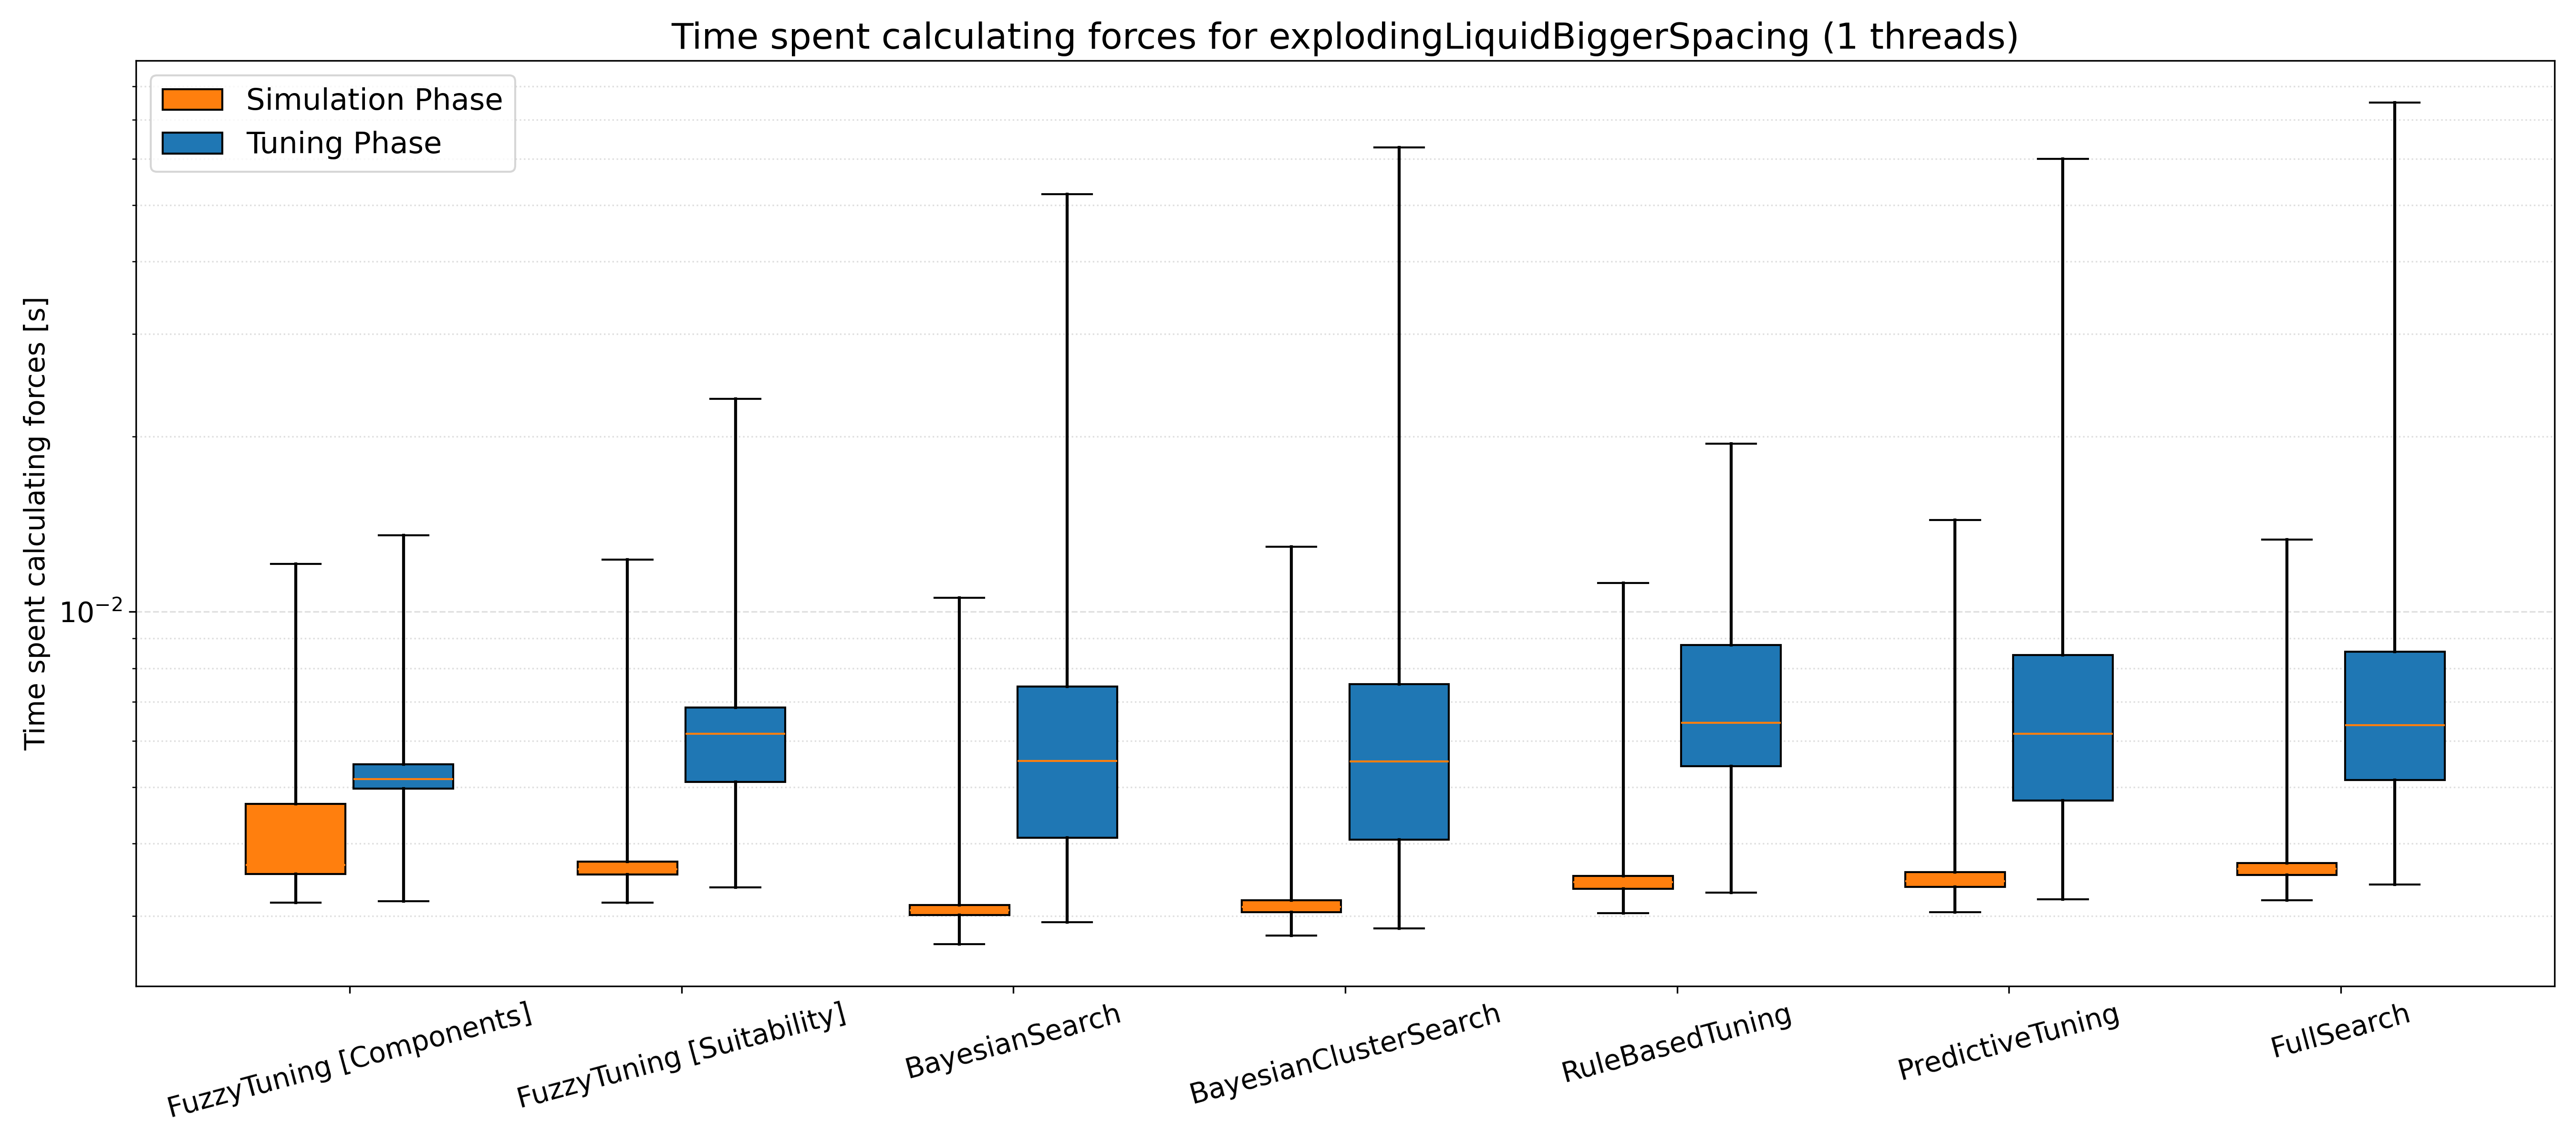 Time spent calculating forces for explodingLiquidBiggerSpacing (1 threads)
Simulation Phase
Tuning Phase
Time spent calculating forces [s]
10⁻²
FuzzyTuning [Components]
FuzzyTuning [Suitability]
BayesianSearch
BayesianClusterSearch
RuleBasedTuning
PredictiveTuning
FullSearch